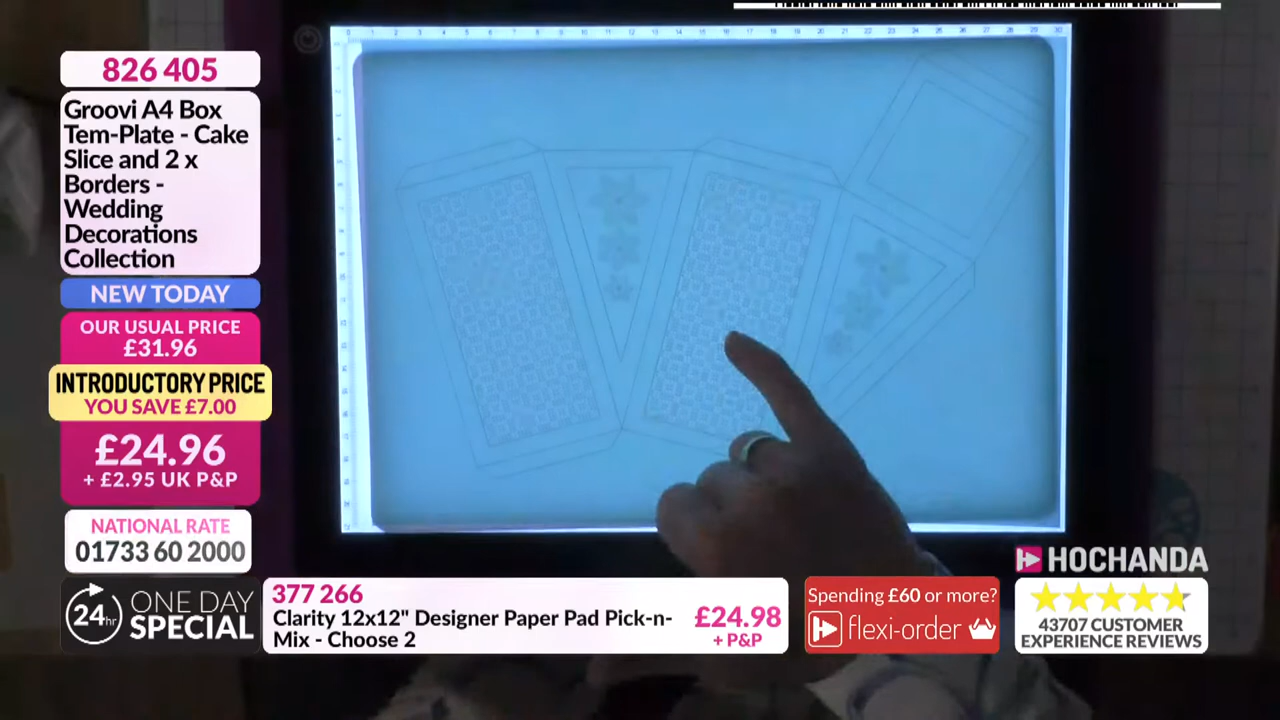 826 405
Groovi A4 Box
Tem-Plate - Cake
Slice and 2 x
Borders -
Wedding
Decorations
Collection
NEW TODAY
OUR USUAL PRICE
£31.96
INTRODUCTORY PRICE
YOU SAVE £7.00
£24.96
+ £2.95 UK P&P
NATIONAL RATE
01733 60 2000
24hr ONE DAY
SPECIAL
377 266
Clarity 12x12" Designer Paper Pad Pick-n-
Mix - Choose 2
£24.98
+ P&P
Spending £60 or more?
flexi-order
HOCHANDA
43707 CUSTOMER
EXPERIENCE REVIEWS